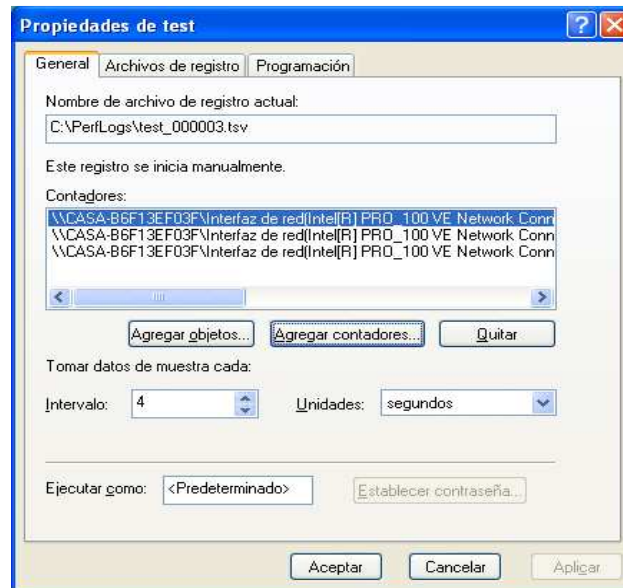 Propiedades de test
General Archivos de registro Programación
Nombre de archivo de registro actual:
C:\PerfLogs\test_000003.tsv
Este registro se inicia manualmente.
Contadores:
\\CASA-B6F13EF03F\Interfaz de red(Intel[R] PRO_100 VE Network Conn
\\CASA-B6F13EF03F\Interfaz de red(Intel[R] PRO_100 VE Network Conn
\\CASA-B6F13EF03F\Interfaz de red(Intel[R] PRO_100 VE Network Conn
Agregar objetos... Agregar contadores... Quitar
Tomar datos de muestra cada:
Intervalo: 4 Unidades: segundos
Ejecutar como: <Predeterminado> Establecer contraseña...
Aceptar Cancelar Aplicar